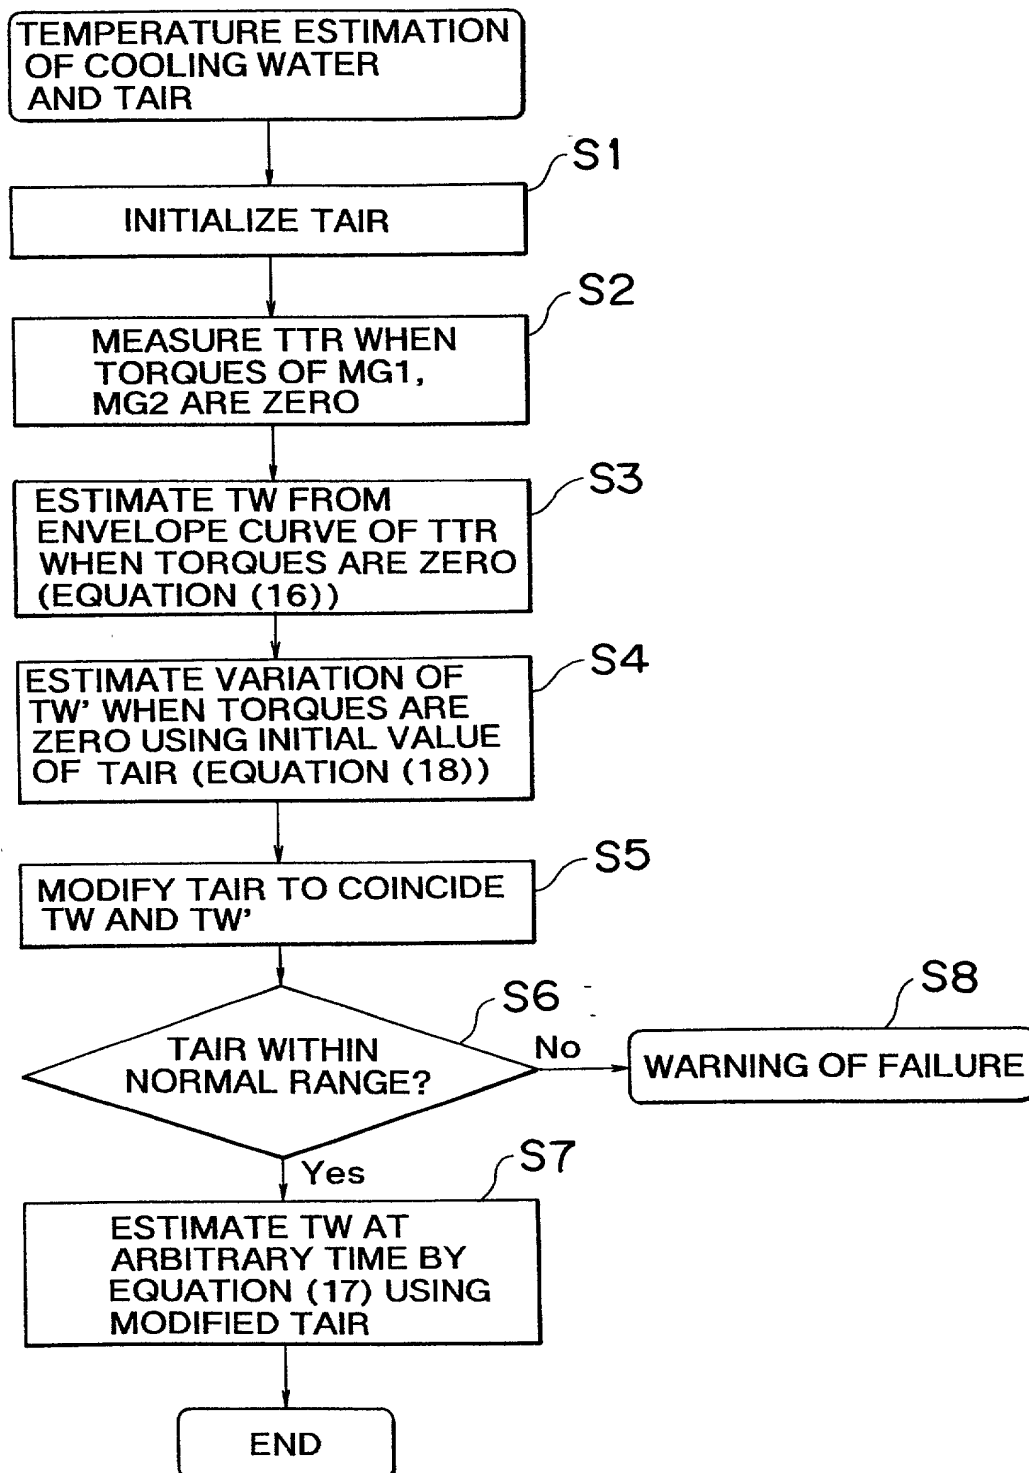 TEMPERATURE ESTIMATION
OF COOLING WATER
AND TAIR
S1
INITIALIZE TAIR
S2
MEASURE TTR WHEN
TORQUES OF MG1,
MG2 ARE ZERO
S3
ESTIMATE TW FROM
ENVELOPE CURVE OF TTR
WHEN TORQUES ARE ZERO
(EQUATION (16))
S4
ESTIMATE VARIATION OF
TW' WHEN TORQUES ARE
ZERO USING INITIAL VALUE
OF TAIR (EQUATION (18))
S5
MODIFY TAIR TO COINCIDE
TW AND TW'
S6
TAIR WITHIN
NORMAL RANGE?
No
S8
WARNING OF FAILURE
Yes
S7
ESTIMATE TW AT
ARBITRARY TIME BY
EQUATION (17) USING
MODIFIED TAIR
END